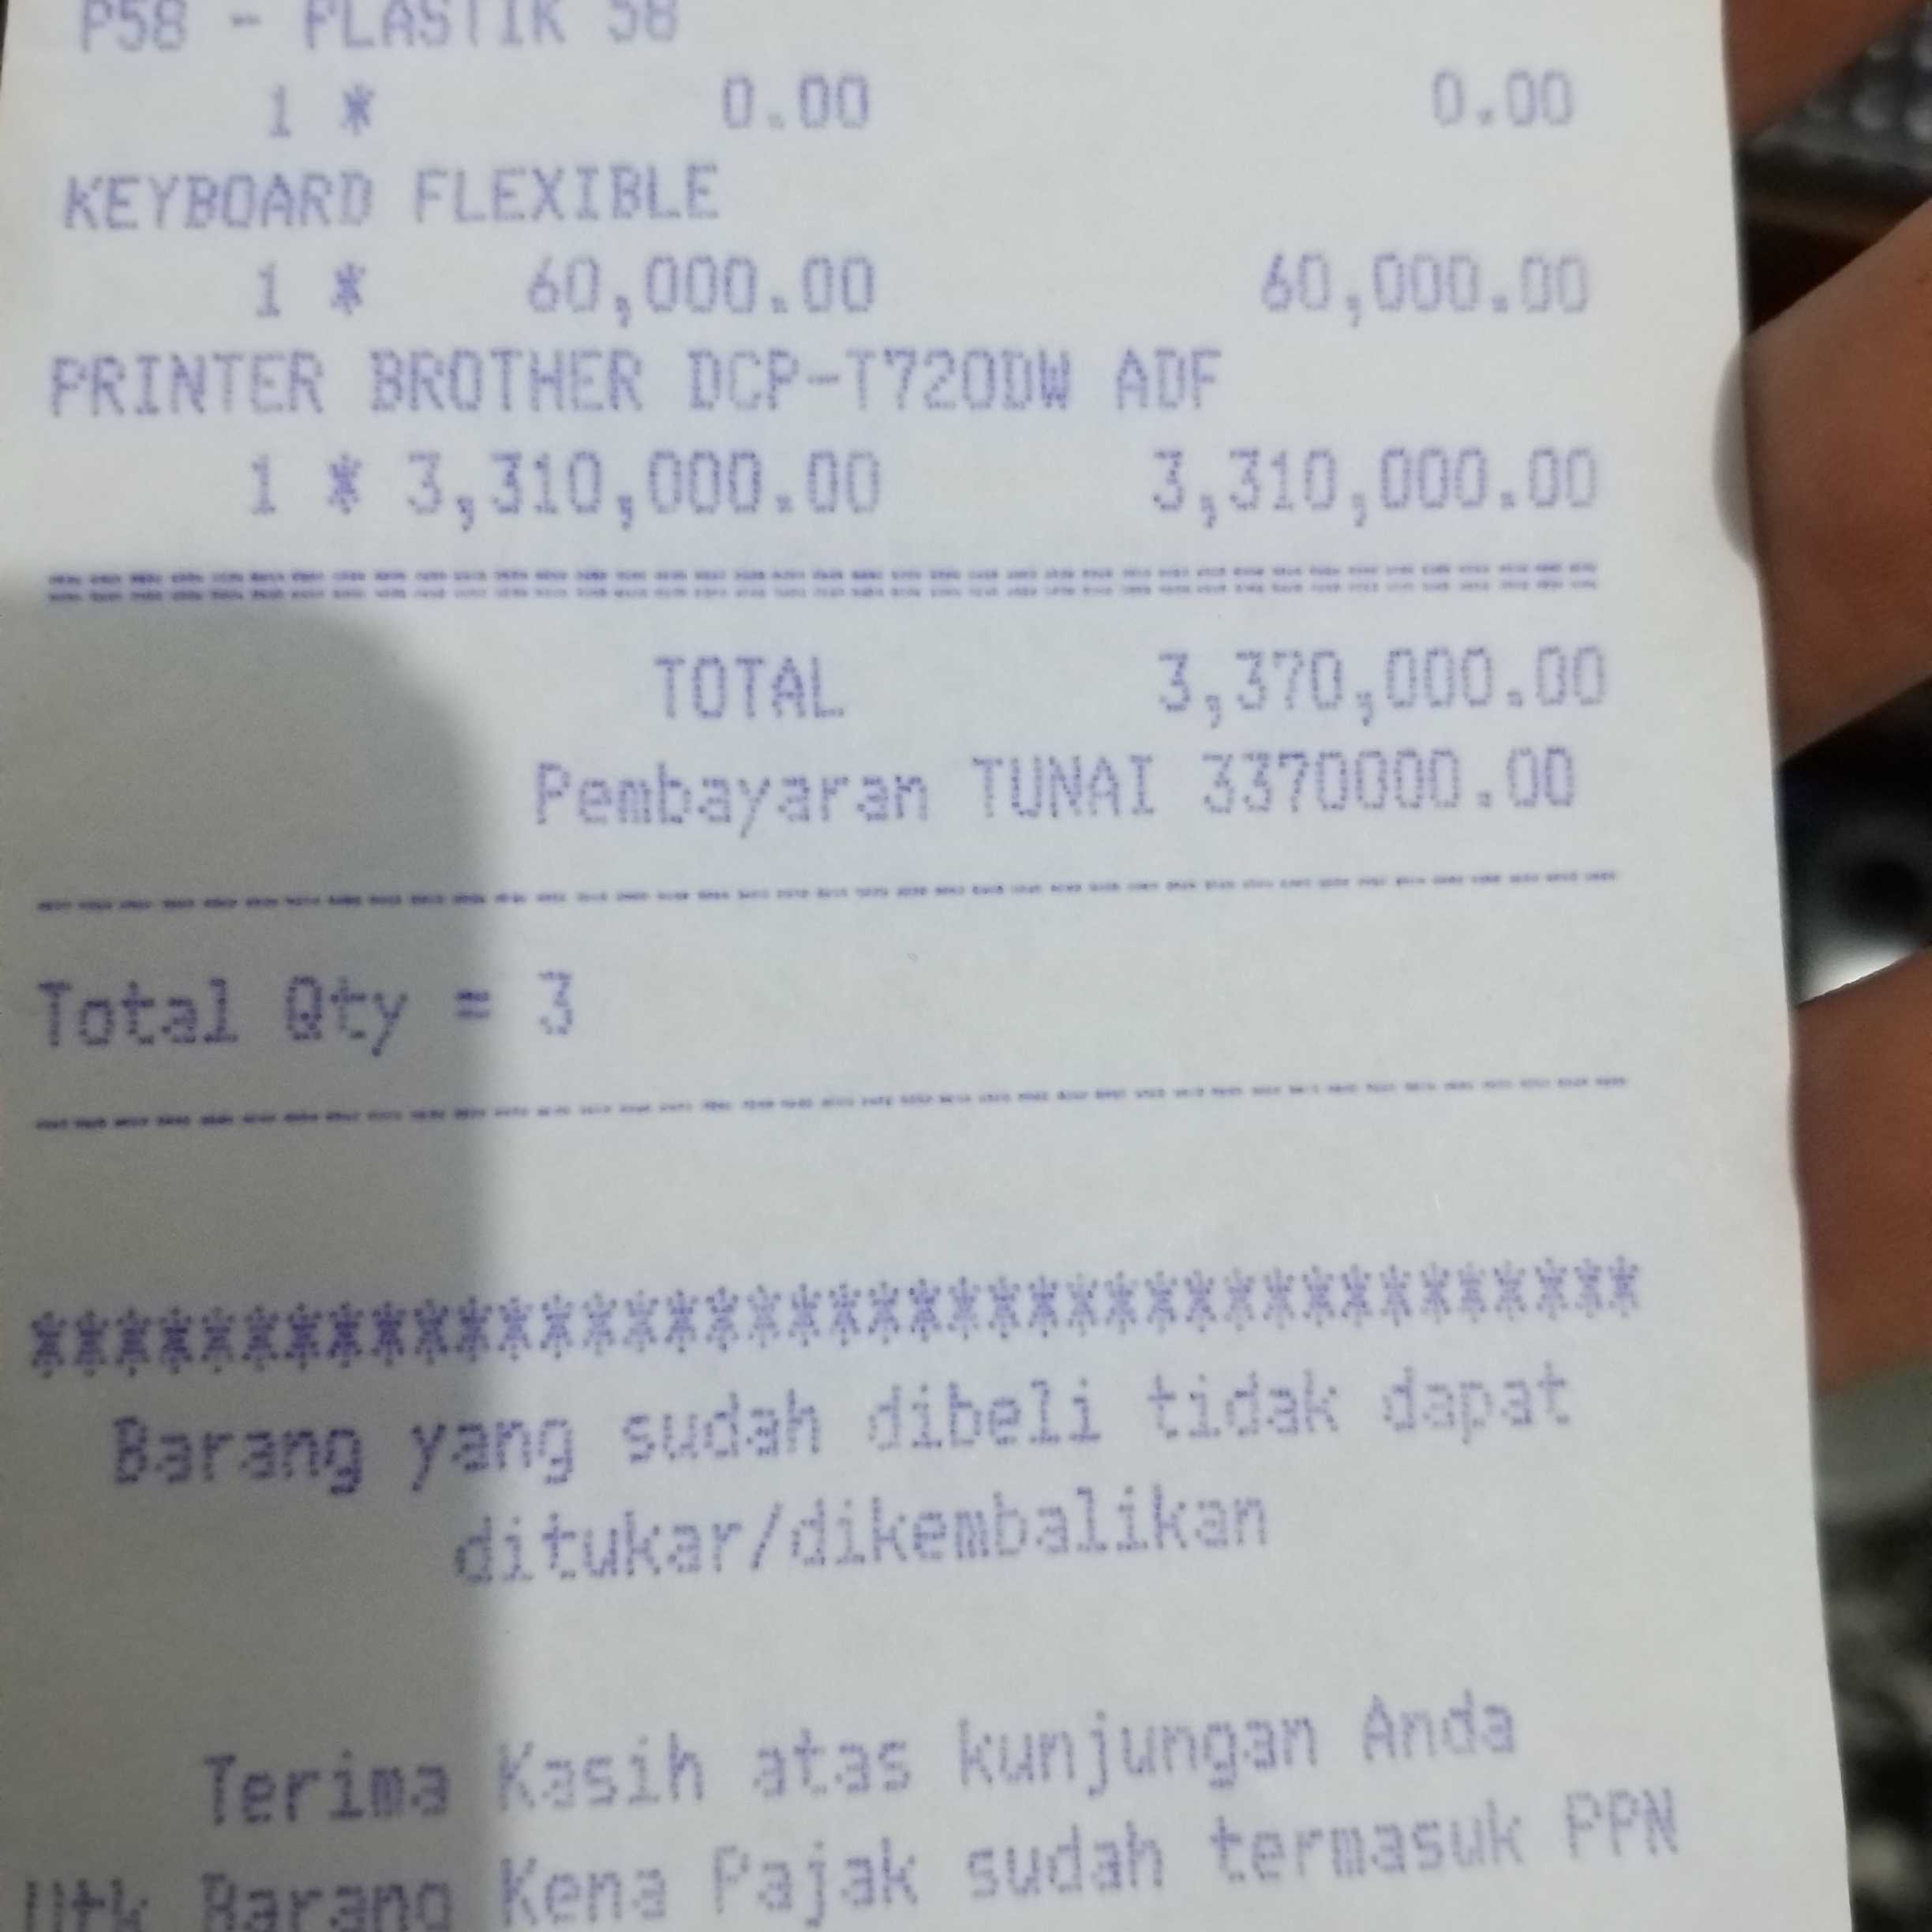 P58 - PLASTIK 58
1 * 0.00 0.00
KEYBOARD FLEXIBLE
1 * 60,000.00 60,000.00
PRINTER BROTHER DCP-T720DW ADF
1 * 3,310,000.00 3,310,000.00
TOTAL 3,370,000.00
Pembayaran TUNAI 3370000.00
Total Qty = 3
****************************************
Barang yang sudah dibeli tidak dapat
ditukar/dikembalikan
Terima Kasih atas kunjungan Anda
Utk Barang Kena Pajak sudah termasuk PPN